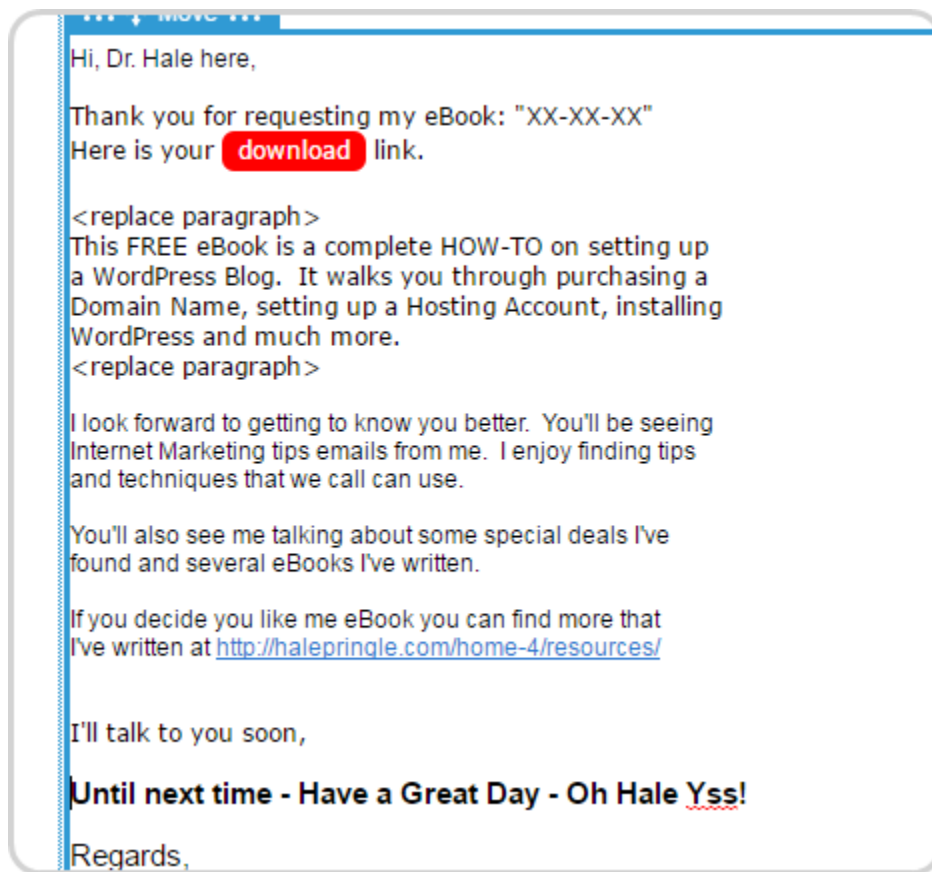 Move
Hi, Dr. Hale here,
Thank you for requesting my eBook: "XX-XX-XX"
Here is your download link.
<replace paragraph>
This FREE eBook is a complete HOW-TO on setting up
a WordPress Blog.  It walks you through purchasing a
Domain Name, setting up a Hosting Account, installing
WordPress and much more.
<replace paragraph>
I look forward to getting to know you better.  You'll be seeing
Internet Marketing tips emails from me.  I enjoy finding tips
and techniques that we call can use.
You'll also see me talking about some special deals I've
found and several eBooks I've written.
If you decide you like me eBook you can find more that
I've written at http://halepringle.com/home-4/resources/
I'll talk to you soon,
Until next time - Have a Great Day - Oh Hale Yss!
Regards,